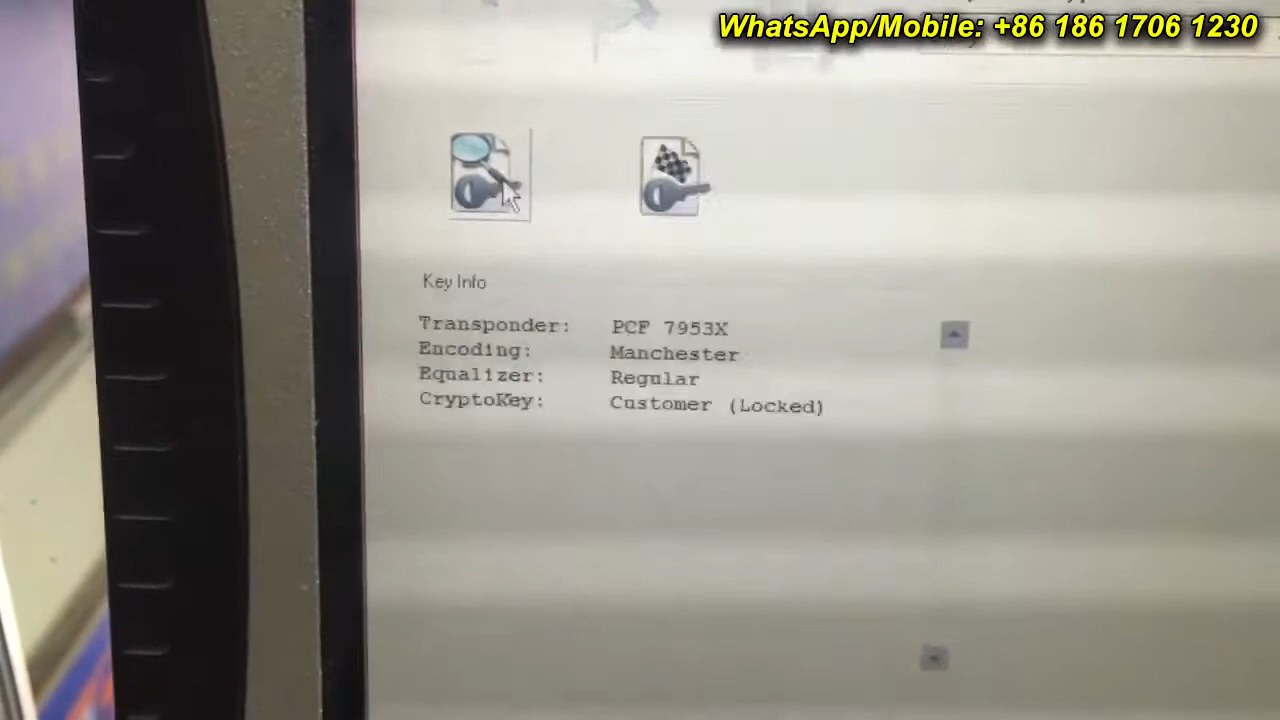 WhatsApp/Mobile: +86 186 1706 1230
Key Info
Transponder: PCF 7953X
Encoding: Manchester
Equalizer: Regular
CryptoKey: Customer (Locked)